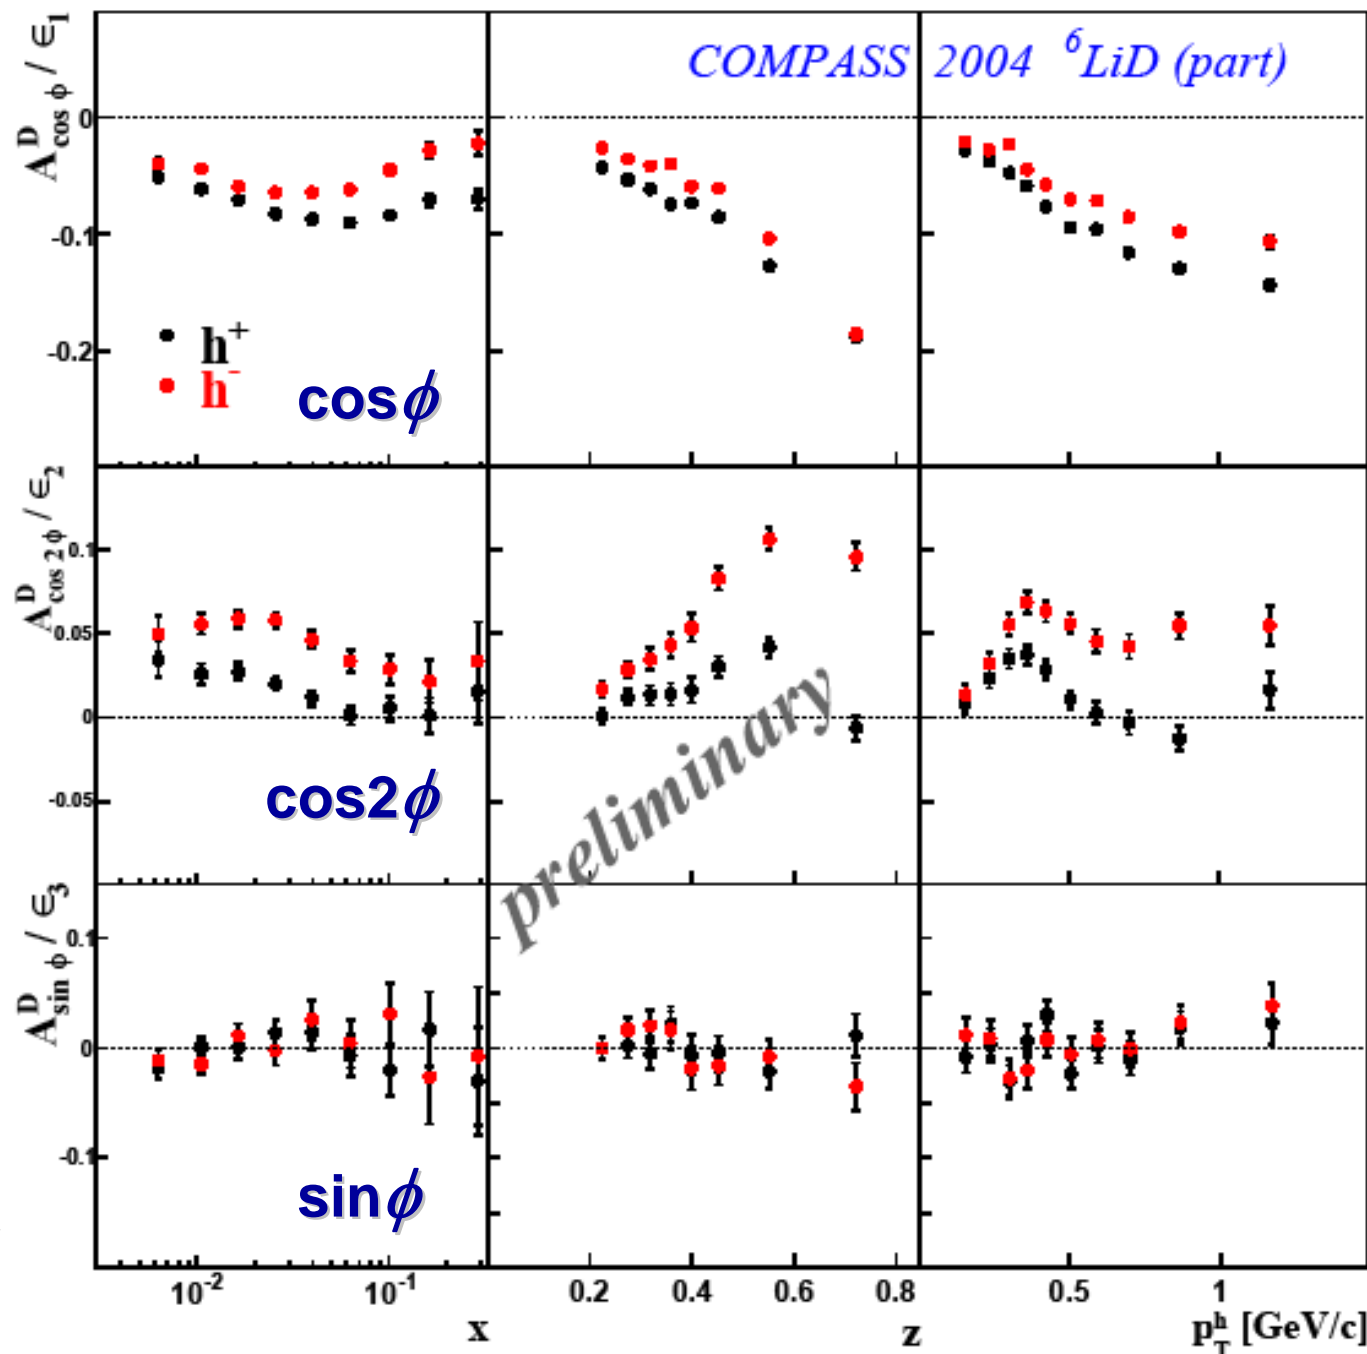 COMPASS 2004 ⁶LiD (part)
A^D_cos ϕ / ϵ₁
0
-0.1
-0.2
h⁺
h⁻
cosϕ
A^D_cos 2ϕ / ϵ₂
0.1
0.05
0
-0.05
cos2ϕ
preliminary
A^D_sin ϕ / ϵ₃
0.1
0
-0.1
sinϕ
10⁻² 10⁻¹ 0.2 0.4 0.6 0.8 0.5 1
x z p_T^h [GeV/c]